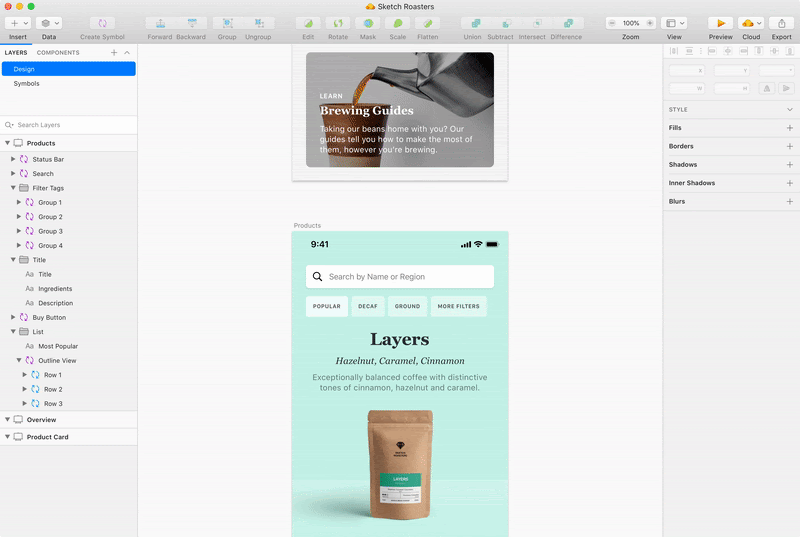 Sketch Roasters
Insert
Data
Create Symbol
Forward
Backward
Group
Ungroup
Edit
Rotate
Mask
Scale
Flatten
Union
Subtract
Intersect
Difference
100%
Zoom
View
Preview
Cloud
Export
LAYERS
COMPONENTS
Design
Symbols
Search Layers
Products
Status Bar
Search
Filter Tags
Group 1
Group 2
Group 3
Group 4
Title
Aa Title
Aa Ingredients
Aa Description
Buy Button
List
Aa Most Popular
Outline View
Row 1
Row 2
Row 3
Overview
Product Card
LEARN
Brewing Guides
Taking our beans home with you? Our
guides tell you how to make the most of
them, however you're brewing.
Products
9:41
Search by Name or Region
POPULAR
DECAF
GROUND
MORE FILTERS
Layers
Hazelnut, Caramel, Cinnamon
Exceptionally balanced coffee with distinctive
tones of cinnamon, hazelnut and caramel.
LAYERS
X
Y
W
H
STYLE
Fills
Borders
Shadows
Inner Shadows
Blurs